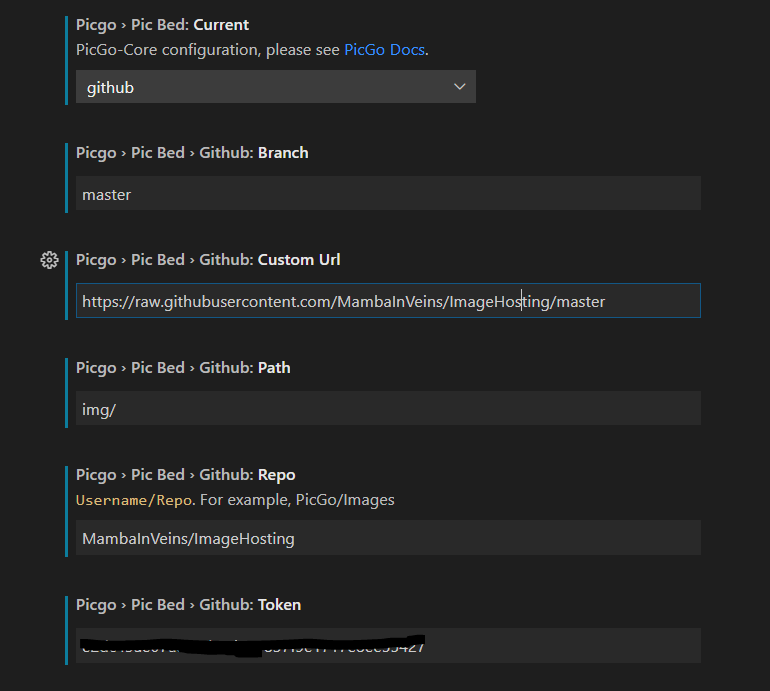 Picgo › Pic Bed: Current
PicGo-Core configuration, please see PicGo Docs.
github
Picgo › Pic Bed › Github: Branch
master
Picgo › Pic Bed › Github: Custom Url
https://raw.githubusercontent.com/MambaInVeins/ImageHosting/master
Picgo › Pic Bed › Github: Path
img/
Picgo › Pic Bed › Github: Repo
Username/Repo. For example, PicGo/Images
MambaInVeins/ImageHosting
Picgo › Pic Bed › Github: Token